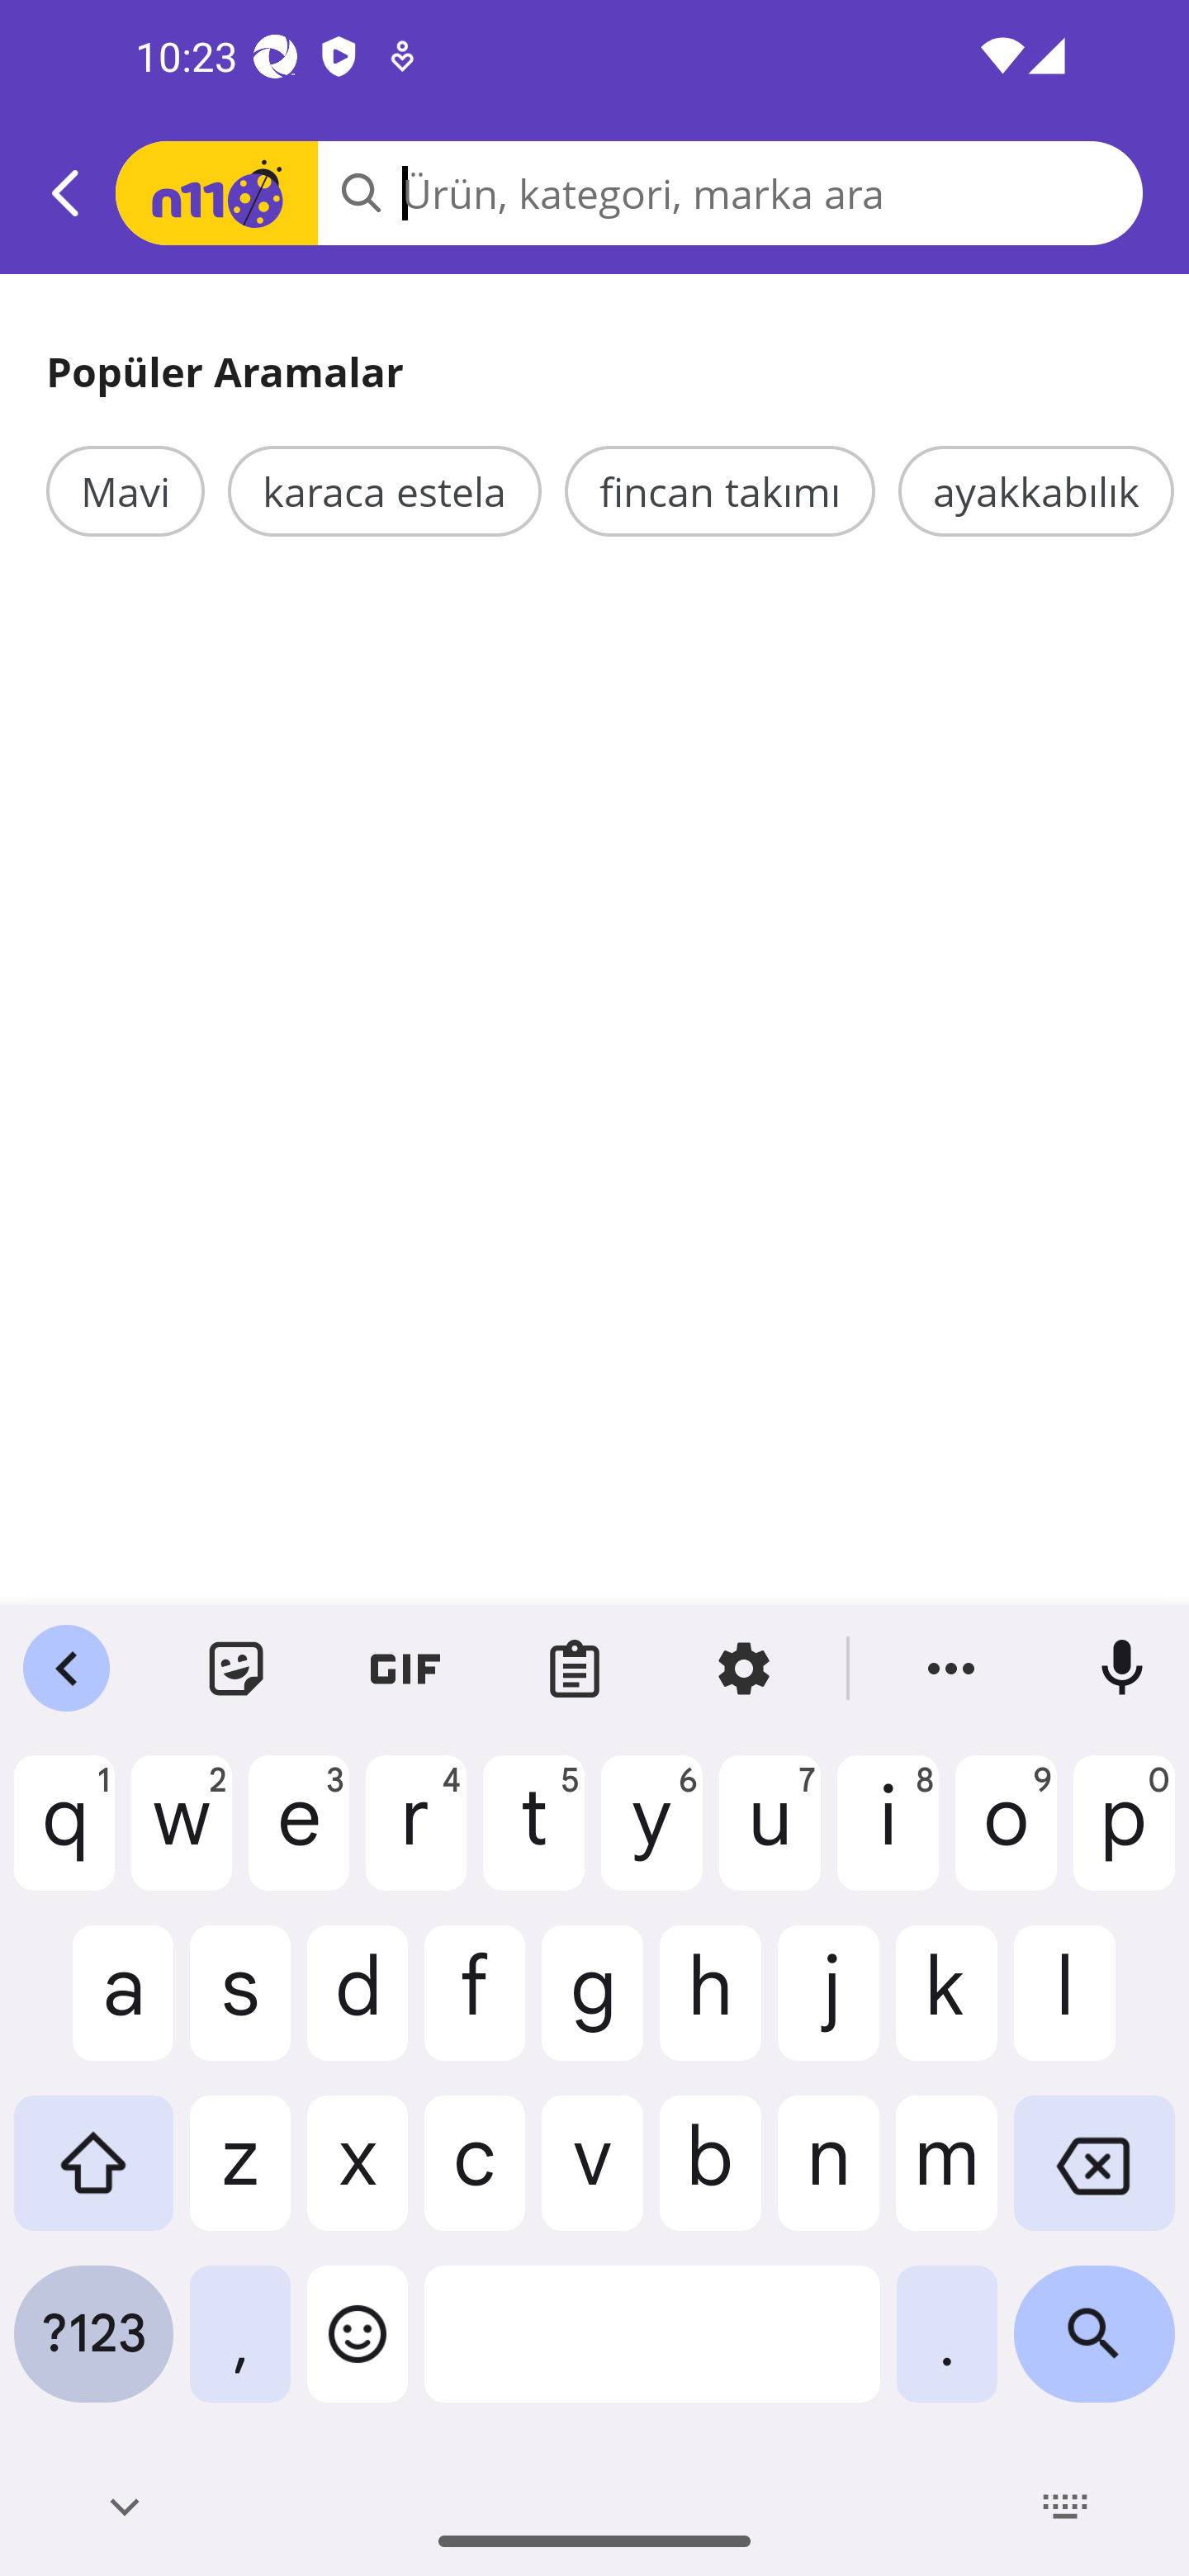 10:23
n11 Ürün, kategori, marka ara
Popüler Aramalar
Mavi karaca estela fincan takımı ayakkabılık
GIF
q1 w2 e3 r4 t5 y6 u7 i8 o9 p0
a s d f g h j k l
z x c v b n m
?123 , .